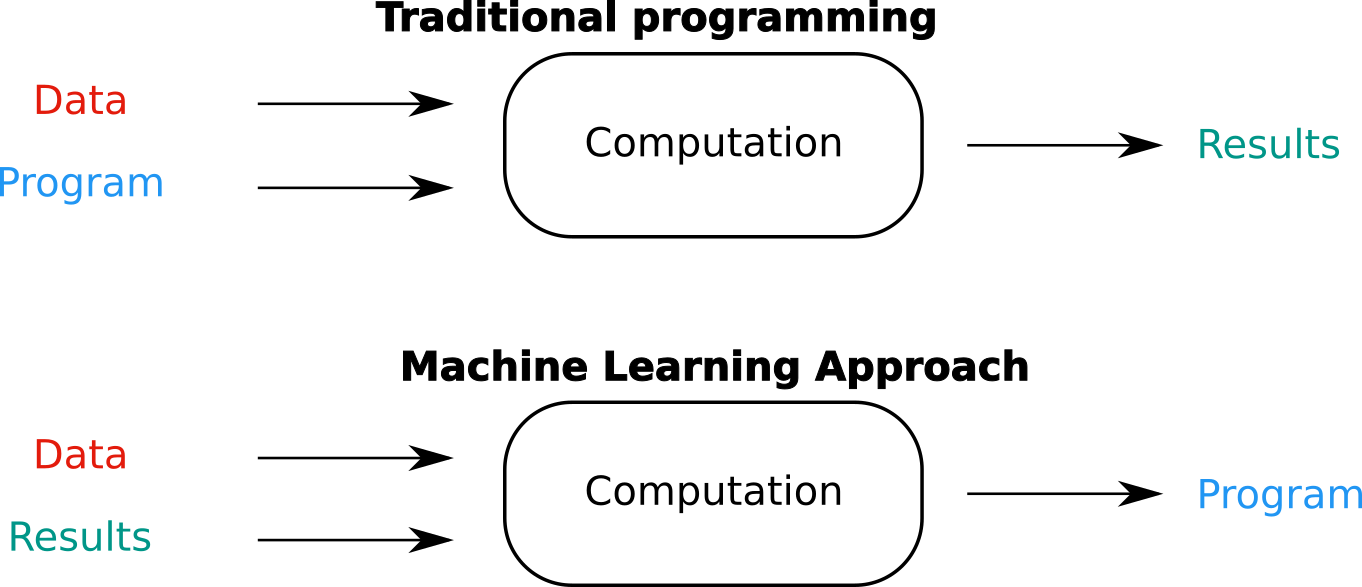 Traditional programming
Data
Program
Computation
Results
Machine Learning Approach
Data
Results
Computation
Program